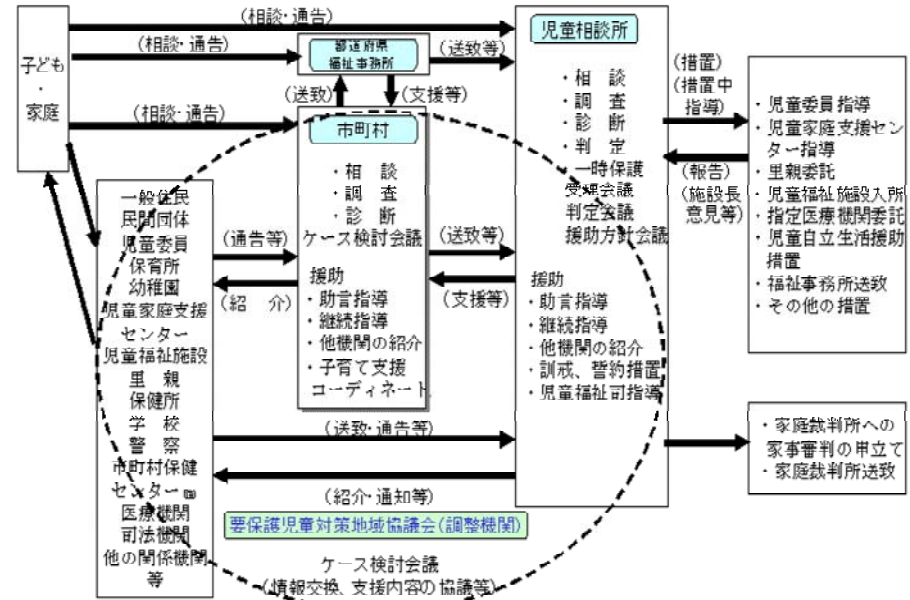 子ども
・
家庭
(相談・通告)
(相談・通告)
(相談・通告)
都道府県
福祉事務所
(送致等)
(送致)
(支援等)
市町村
・相　談
・調　査
・診　断
ケース検討会議
援助
・助言指導
・継続指導
・他機関の紹介
・子育て支援
コーディネート
児童相談所
・相　談
・調　査
・診　断
・判　定
一時保護
受理会議
判定会議
援助方針会議
援助
・助言指導
・継続指導
・他機関の紹介
・訓戒、誓約措置
・児童福祉司指導
(措置)
(措置中
指導)
(報告)
(施設長
意見等)
・児童委員指導
・児童家庭支援セン
ター指導
・里親委託
・児童福祉施設入所
・指定医療機関委託
・児童自立生活援助
措置
・福祉事務所送致
・その他の措置
一般住民
民間団体
児童委員
保育所
幼稚園
児童家庭支援
センター
児童福祉施設
里　親
保健所
学　校
警　察
市町村保健
センター
医療機関
司法機関
他の関係機関
等
(通告等)
(紹　介)
(送致等)
(支援等)
(送致・通告等)
(紹介・通知等)
・家庭裁判所への
家事審判の申立て
・家庭裁判所送致
要保護児童対策地域協議会(調整機関)
ケース検討会議
(情報交換、支援内容の協議等)